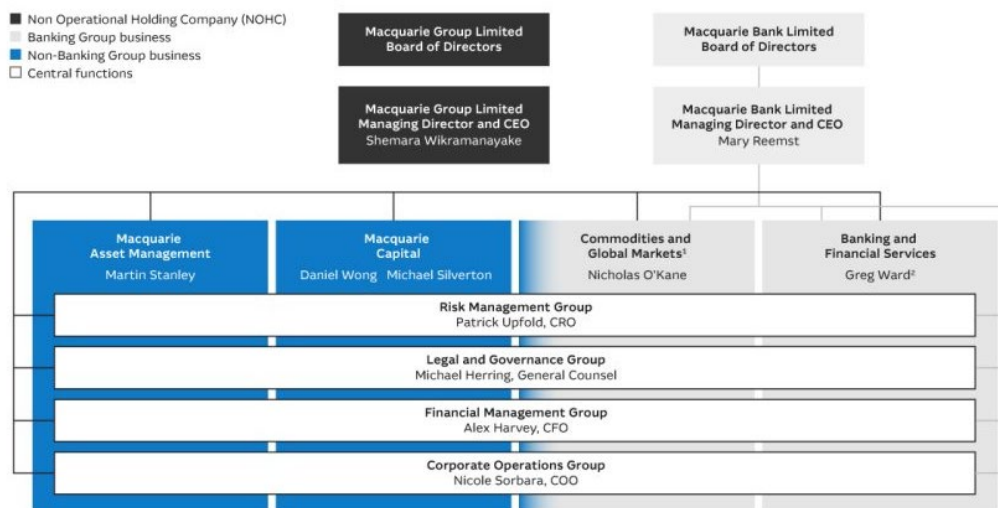 Non Operational Holding Company (NOHC)
Banking Group business
Non-Banking Group business
Central functions
Macquarie Group Limited
Board of Directors
Macquarie Bank Limited
Board of Directors
Macquarie Group Limited
Managing Director and CEO
Shemara Wikramanayake
Macquarie Bank Limited
Managing Director and CEO
Mary Reemst
Macquarie
Asset Management
Martin Stanley
Macquarie
Capital
Daniel Wong Michael Silverton
Commodities and
Global Markets¹
Nicholas O'Kane
Banking and
Financial Services
Greg Ward²
Risk Management Group
Patrick Upfold, CRO
Legal and Governance Group
Michael Herring, General Counsel
Financial Management Group
Alex Harvey, CFO
Corporate Operations Group
Nicole Sorbara, COO